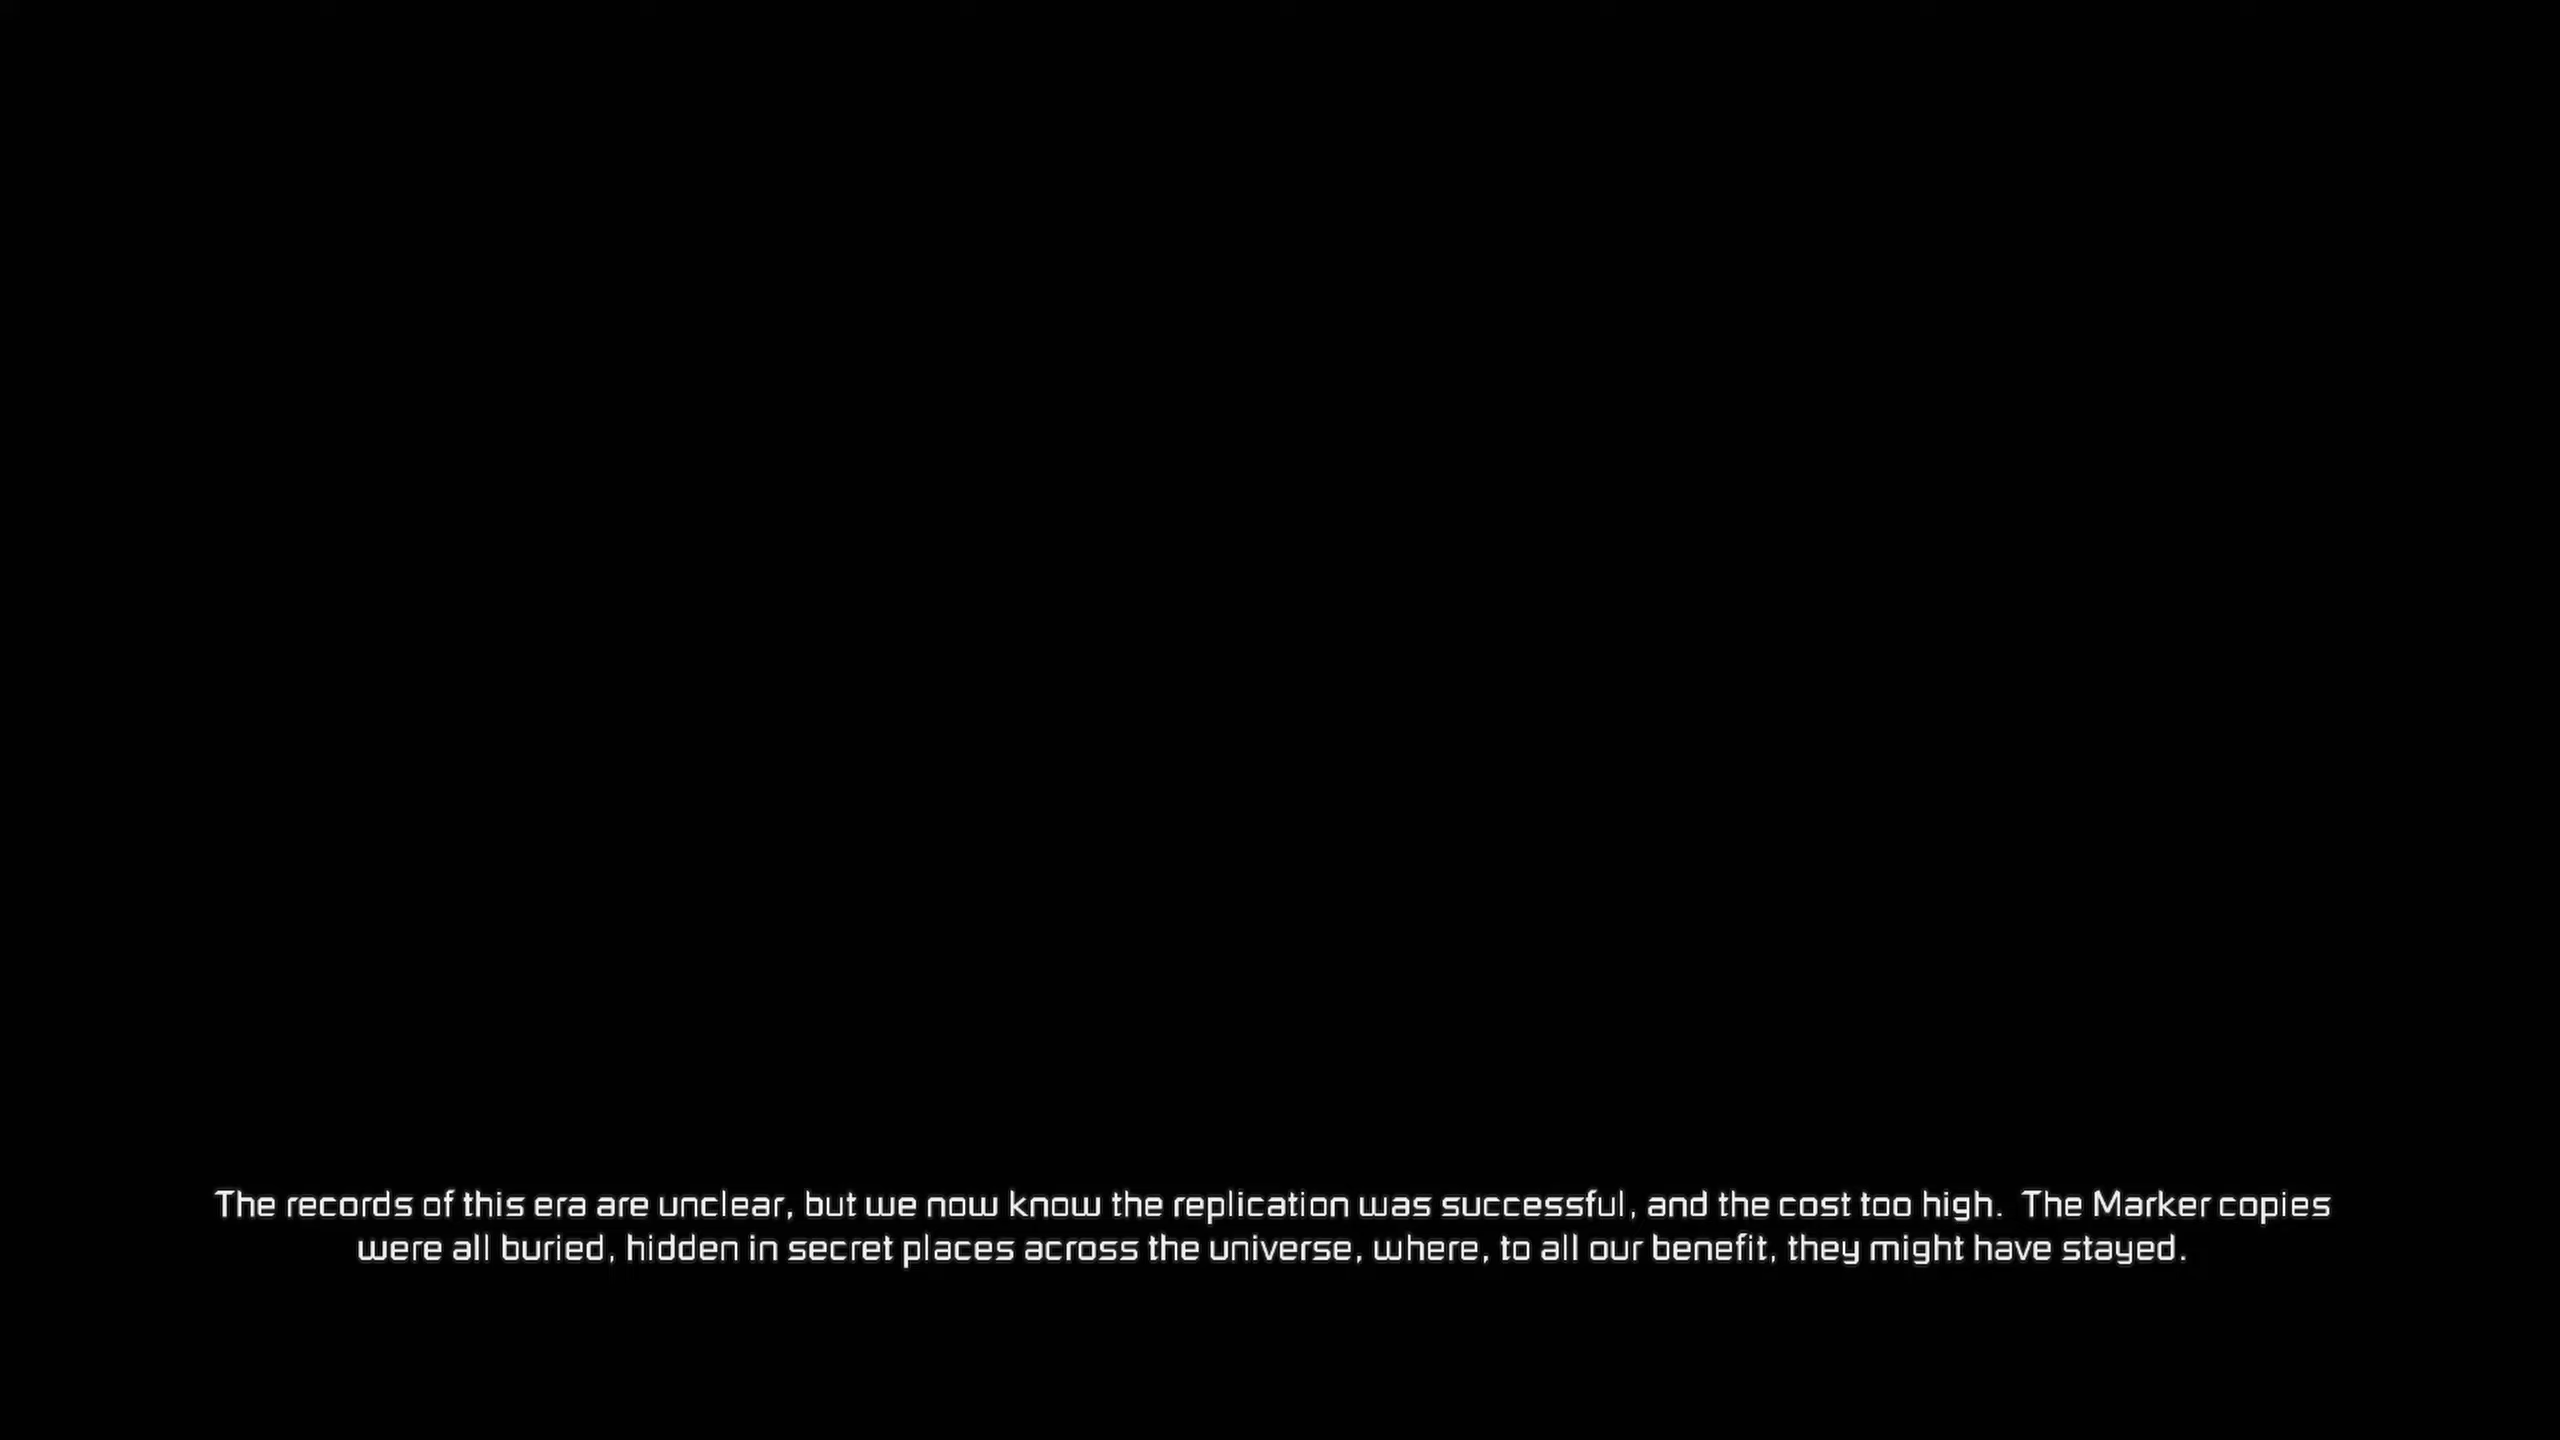 The records of this era are unclear, but we now know the replication was successful, and the cost too high.  The Marker copies
were all buried, hidden in secret places across the universe, where, to all our benefit, they might have stayed.